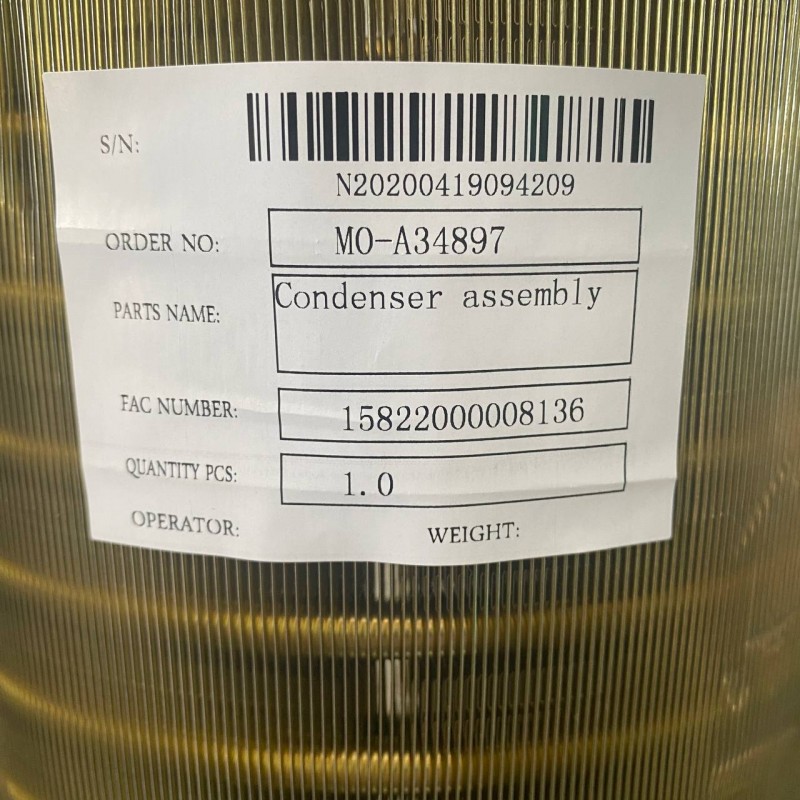 S/N:
N20200419094209
ORDER NO: MO-A34897
PARTS NAME: Condenser assembly
FAC NUMBER: 15822000008136
QUANTITY PCS: 1.0
OPERATOR: WEIGHT: